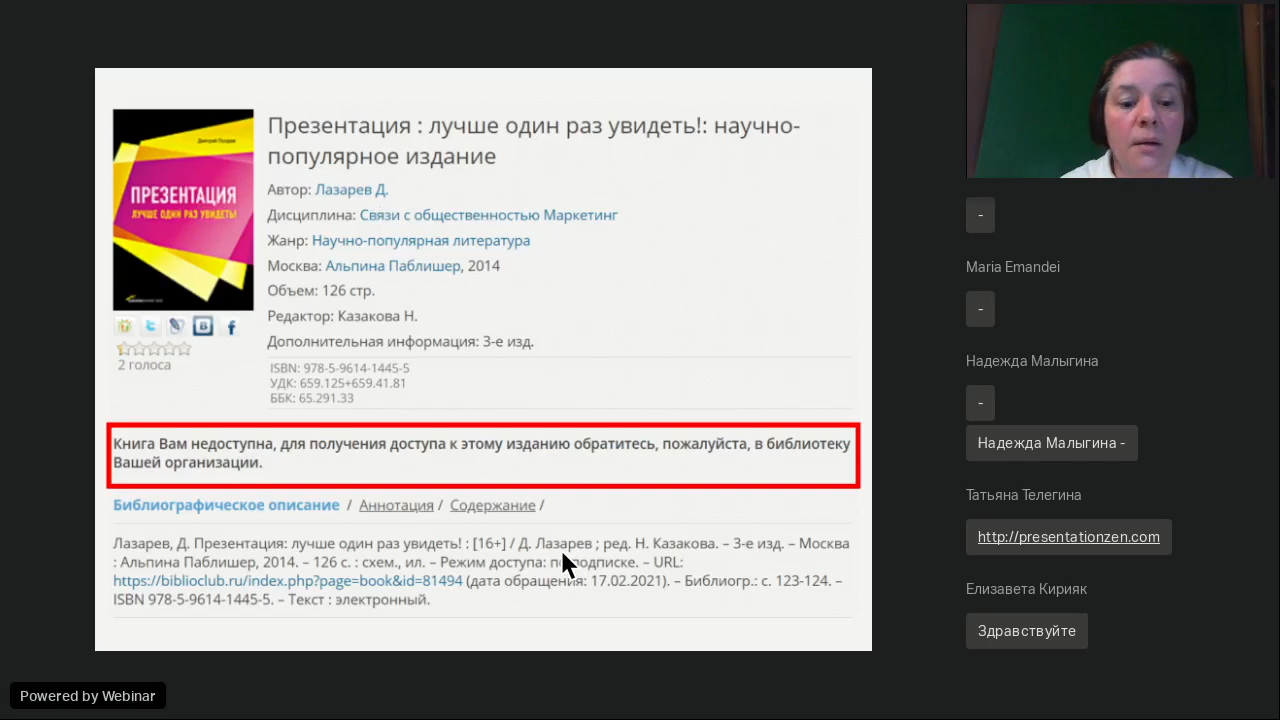 Презентация : лучше один раз увидеть!: научно-
популярное издание
ПРЕЗЕНТАЦИЯ
ЛУЧШЕ ОДИН РАЗ УВИДЕТЬ!
Автор: Лазарев Д.
Дисциплина: Связи с общественностью Маркетинг
Жанр: Научно-популярная литература
Москва: Альпина Паблишер, 2014
Объем: 126 стр.
Редактор: Казакова Н.
Дополнительная информация: 3-е изд.
2 голоса
ISBN: 978-5-9614-1445-5
УДК: 659.125+659.41.81
ББК: 65.291.33
Книга Вам недоступна, для получения доступа к этому изданию обратитесь, пожалуйста, в библиотеку
Вашей организации.
Библиографическое описание / Аннотация / Содержание /
Лазарев, Д. Презентация: лучше один раз увидеть! : [16+] / Д. Лазарев ; ред. Н. Казакова. – 3-е изд. – Москва
: Альпина Паблишер, 2014. – 126 с. : схем., ил. – Режим доступа: по подписке. – URL:
https://biblioclub.ru/index.php?page=book&id=81494 (дата обращения: 17.02.2021). – Библиогр.: с. 123-124. –
ISBN 978-5-9614-1445-5. – Текст : электронный.
-
Maria Emandei
-
Надежда Малыгина
-
Надежда Малыгина -
Татьяна Телегина
http://presentationzen.com
Елизавета Кирияк
Здравствуйте
Powered by Webinar